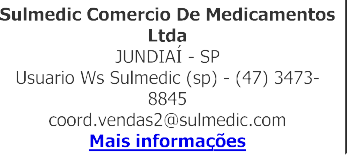 Sulmedic Comercio De Medicamentos
Ltda
JUNDIAÍ - SP
Usuario Ws Sulmedic (sp) - (47) 3473-
8845
coord.vendas2@sulmedic.com
Mais informações